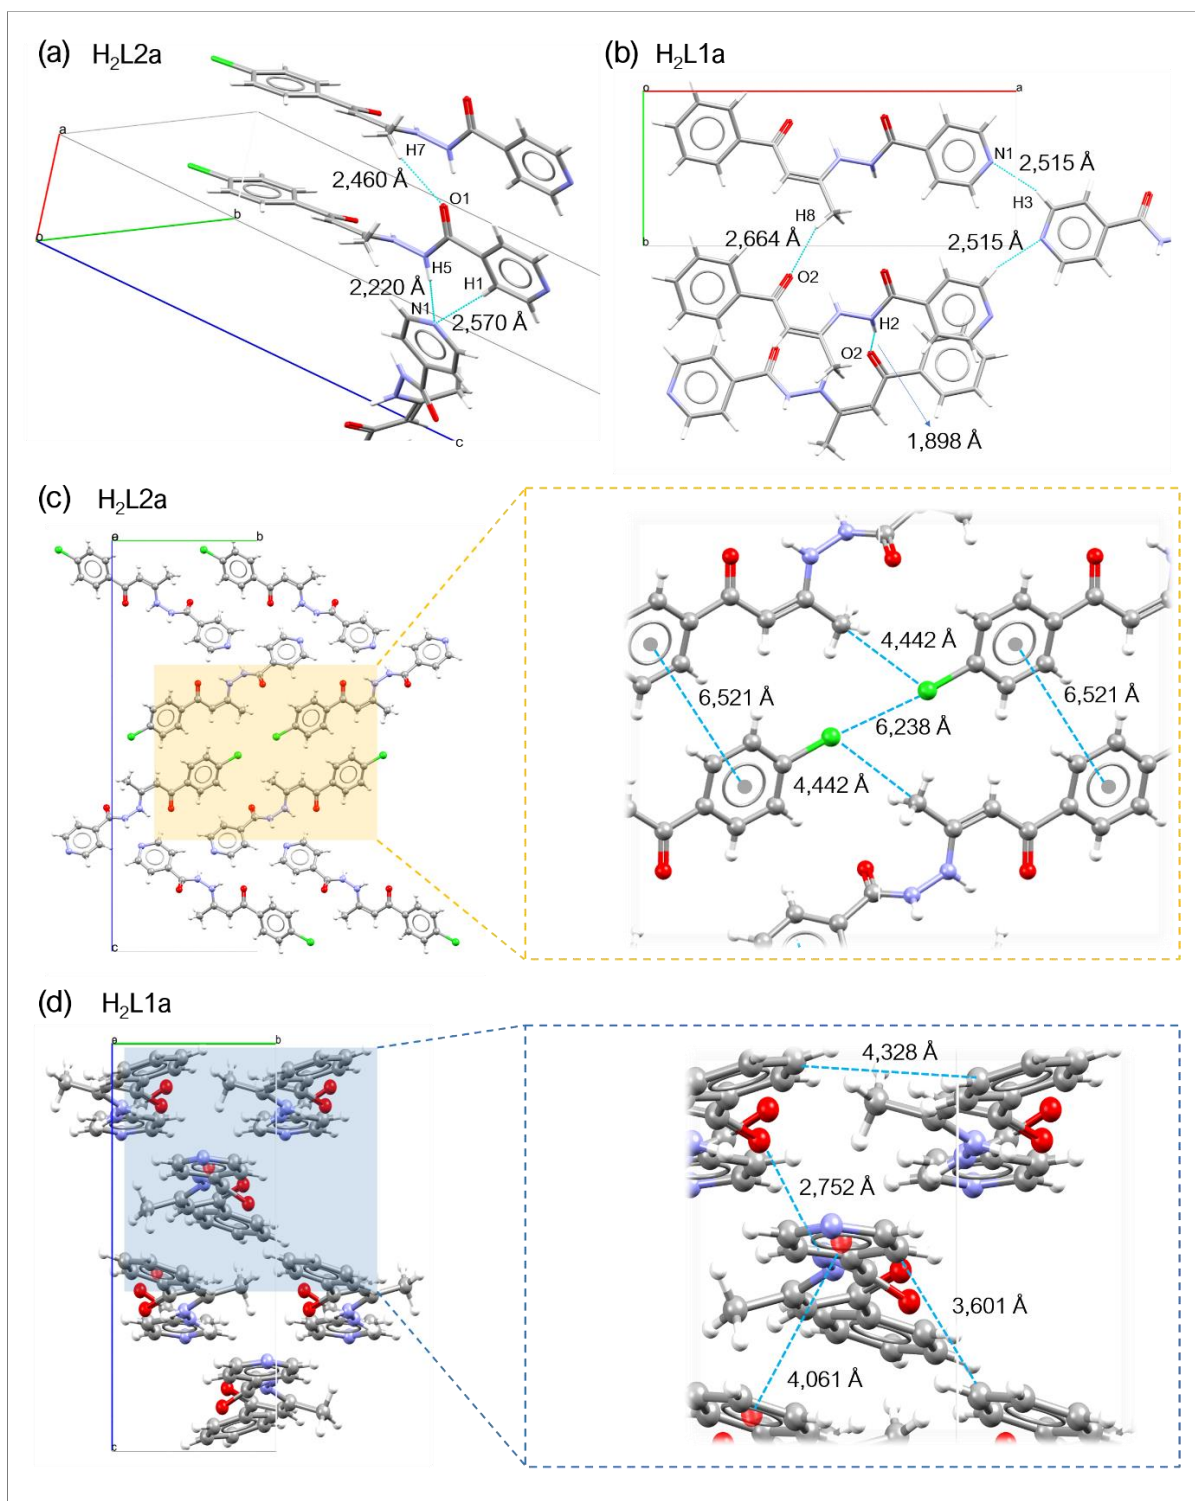 (a) H₂L2a
a
b
o
c
H7
2,460 Å
O1
H5
H1
2,220 Å
N1
2,570 Å
(b) H₂L1a
o
a
b
N1
2,515 Å
H3
H8
2,664 Å
2,515 Å
O2
H2
O2
1,898 Å
(c) H₂L2a
b
c
4,442 Å
6,521 Å
6,521 Å
6,238 Å
4,442 Å
(d) H₂L1a
a
b
c
4,328 Å
2,752 Å
3,601 Å
4,061 Å